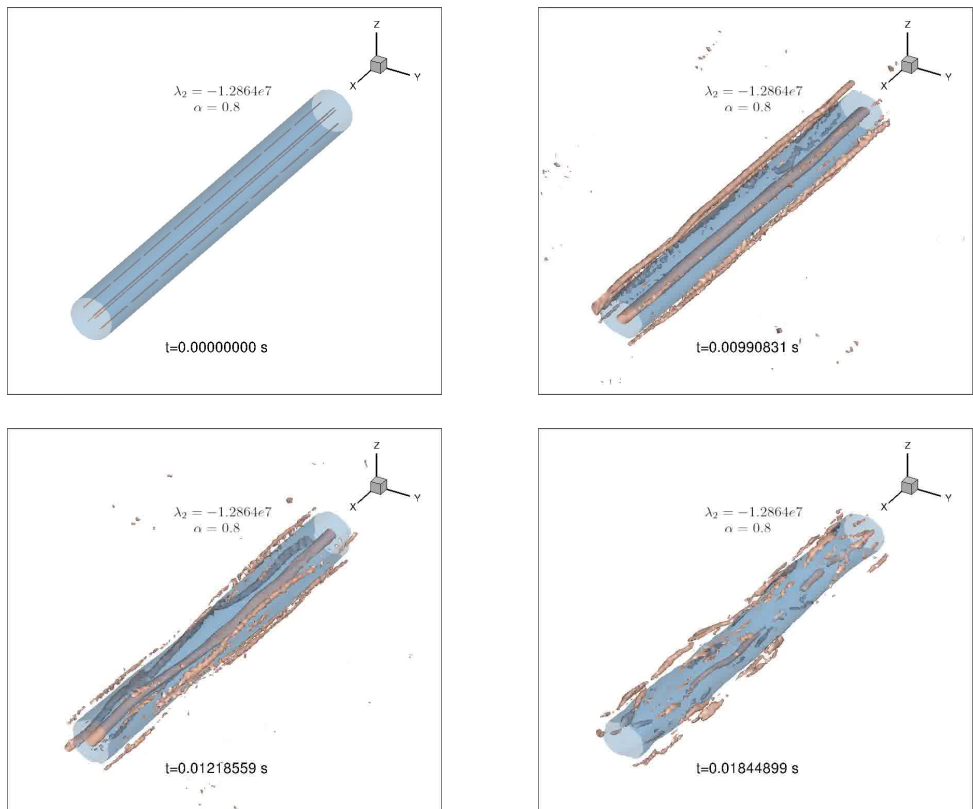 Z
X
Y
λ₂ = −1.2864e7
α = 0.8
t=0.00000000 s
Z
X
Y
λ₂ = −1.2864e7
α = 0.8
t=0.00990831 s
Z
X
Y
λ₂ = −1.2864e7
α = 0.8
t=0.01218559 s
Z
X
Y
λ₂ = −1.2864e7
α = 0.8
t=0.01844899 s